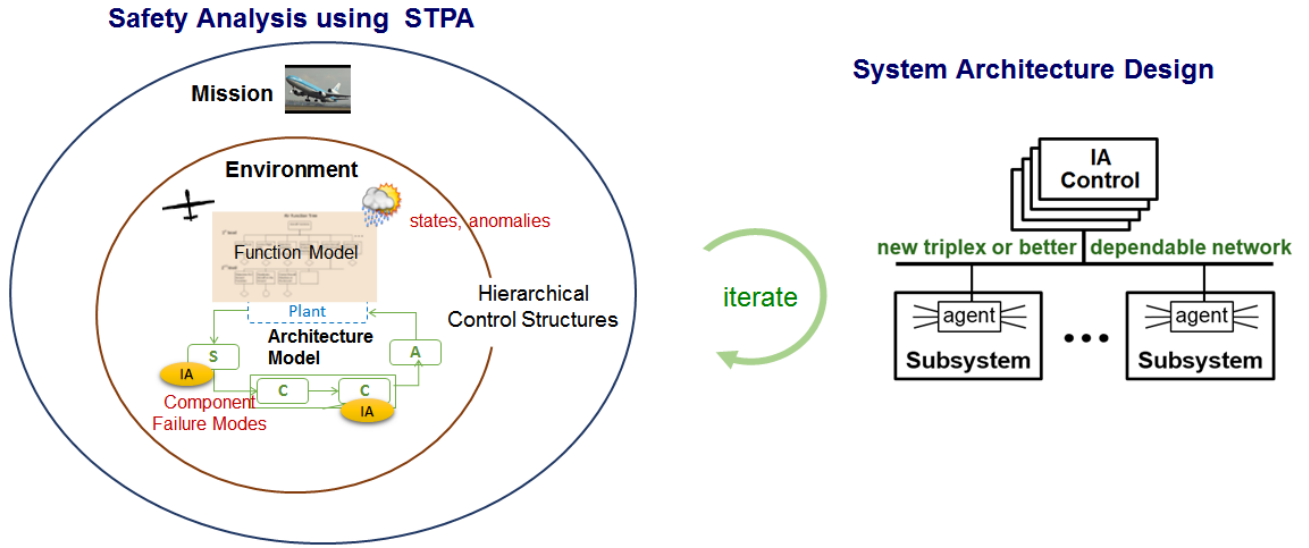 Safety Analysis using STPA
Mission
Environment
states, anomalies
Function Model
Hierarchical
Control Structures
Plant
Architecture
Model
S
A
IA
C
C
IA
Component
Failure Modes
iterate
System Architecture Design
IA
Control
new triplex or better dependable network
agent
agent
Subsystem
Subsystem